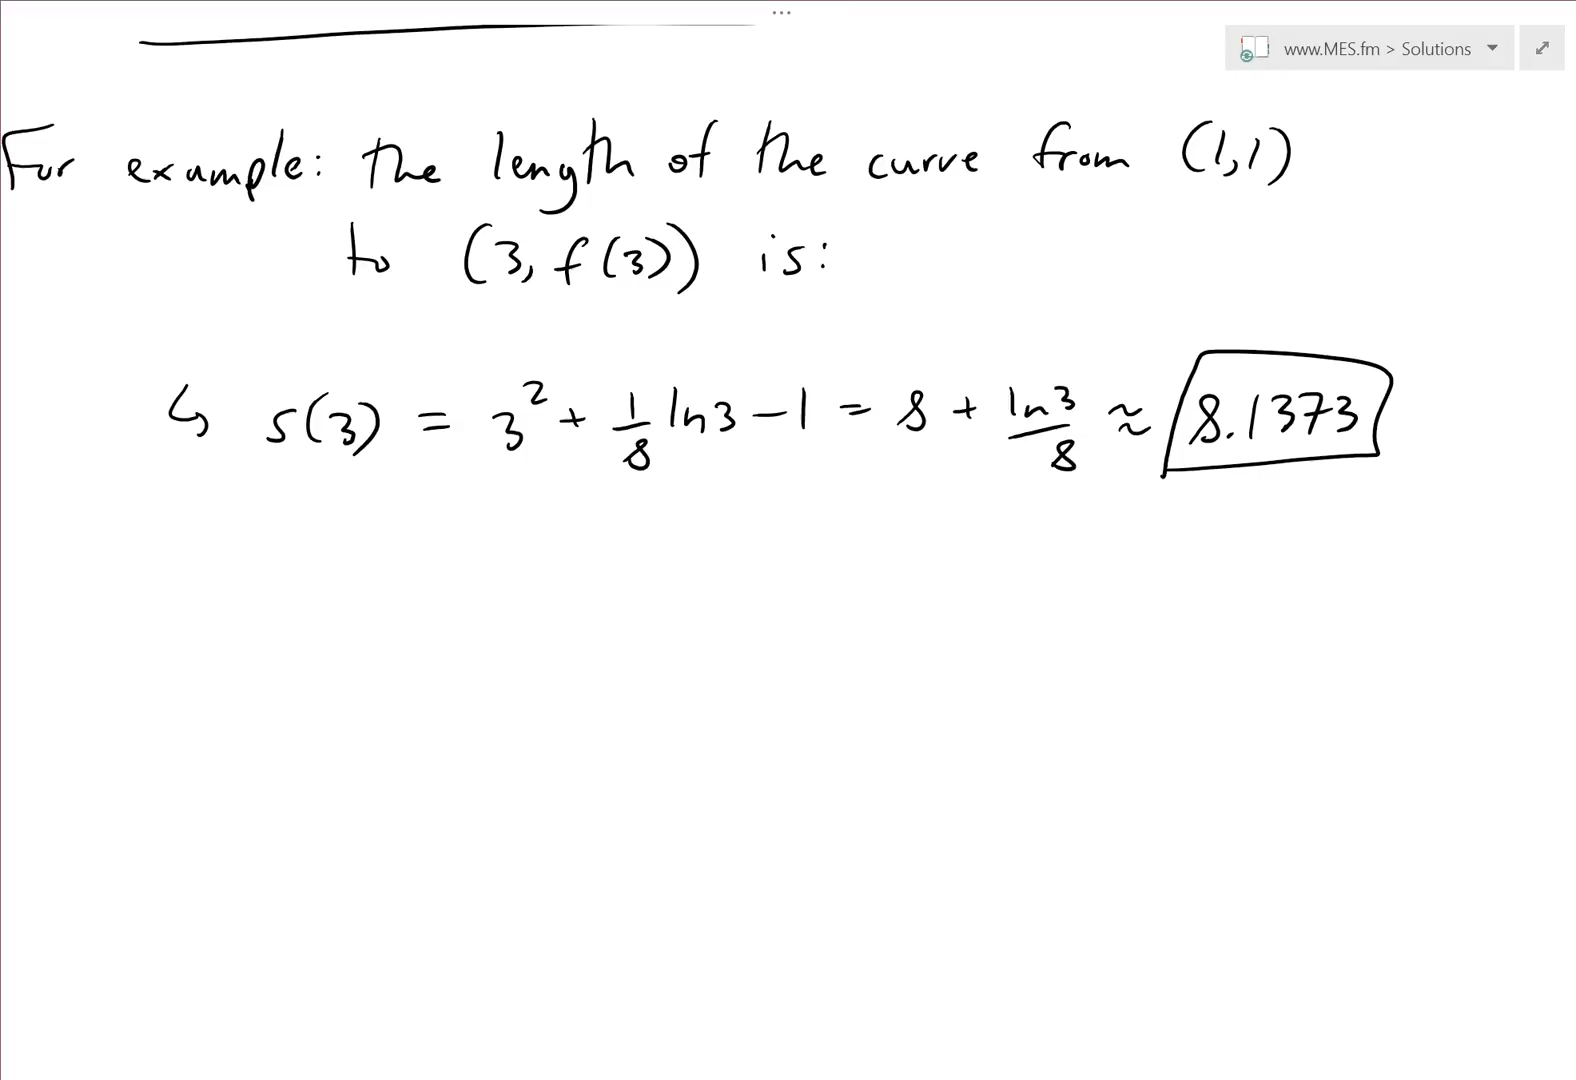 www.MES.fm > Solutions
For example: the length of the curve from (1,1)
to (3, f(3)) is:
↳ s(3) = 3² + 1/8 ln3 − 1 = 8 + ln3/8 ≈ 8.1373